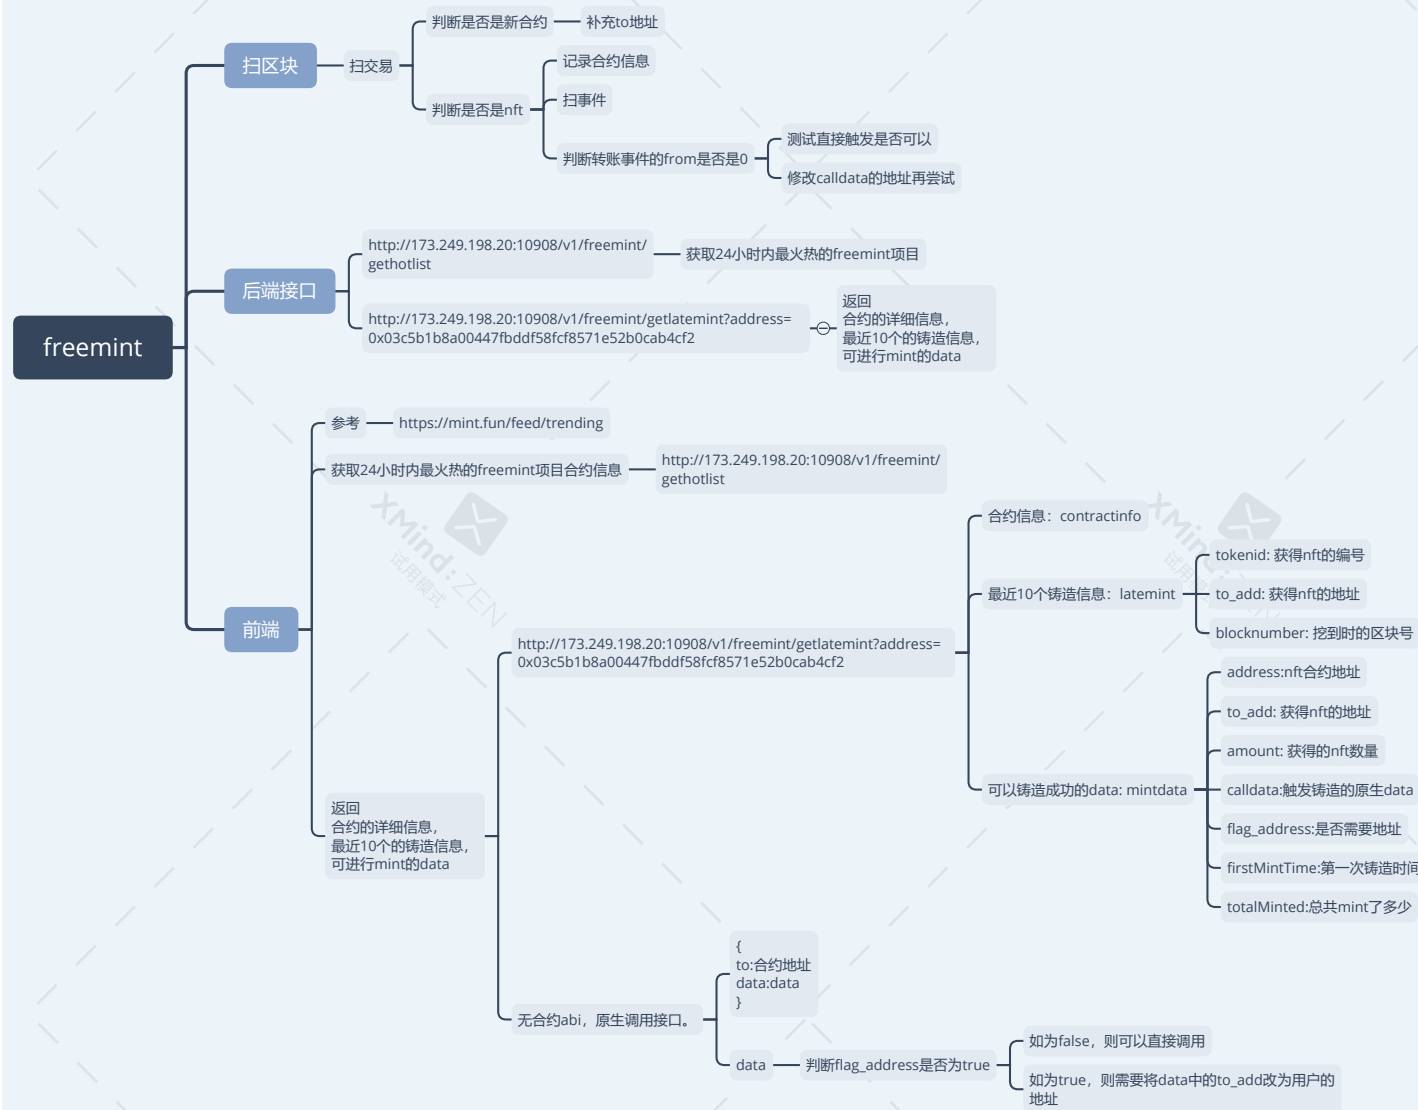 freemint
扫区块
扫交易
判断是否是新合约
补充to地址
判断是否是nft
记录合约信息
扫事件
判断转账事件的from是否是0
测试直接触发是否可以
修改calldata的地址再尝试
后端接口
http://173.249.198.20:10908/v1/freemint/
gethotlist
获取24小时内最火热的freemint项目
http://173.249.198.20:10908/v1/freemint/getlatemint?address=
0x03c5b1b8a00447fbddf58fcf8571e52b0cab4cf2
返回
合约的详细信息，
最近10个的铸造信息，
可进行mint的data
前端
参考
https://mint.fun/feed/trending
获取24小时内最火热的freemint项目合约信息
http://173.249.198.20:10908/v1/freemint/
gethotlist
返回
合约的详细信息，
最近10个的铸造信息，
可进行mint的data
http://173.249.198.20:10908/v1/freemint/getlatemint?address=
0x03c5b1b8a00447fbddf58fcf8571e52b0cab4cf2
合约信息：contractinfo
最近10个铸造信息：latemint
tokenid: 获得nft的编号
to_add: 获得nft的地址
blocknumber: 挖到时的区块号
可以铸造成功的data: mintdata
address:nft合约地址
to_add: 获得nft的地址
amount: 获得的nft数量
calldata:触发铸造的原生data
flag_address:是否需要地址
firstMintTime:第一次铸造时间
totalMinted:总共mint了多少
无合约abi，原生调用接口。
{
to:合约地址
data:data
}
data
判断flag_address是否为true
如为false，则可以直接调用
如为true，则需要将data中的to_add改为用户的
地址
XMind:ZEN
试用模式
XMind:ZEN
试用模式